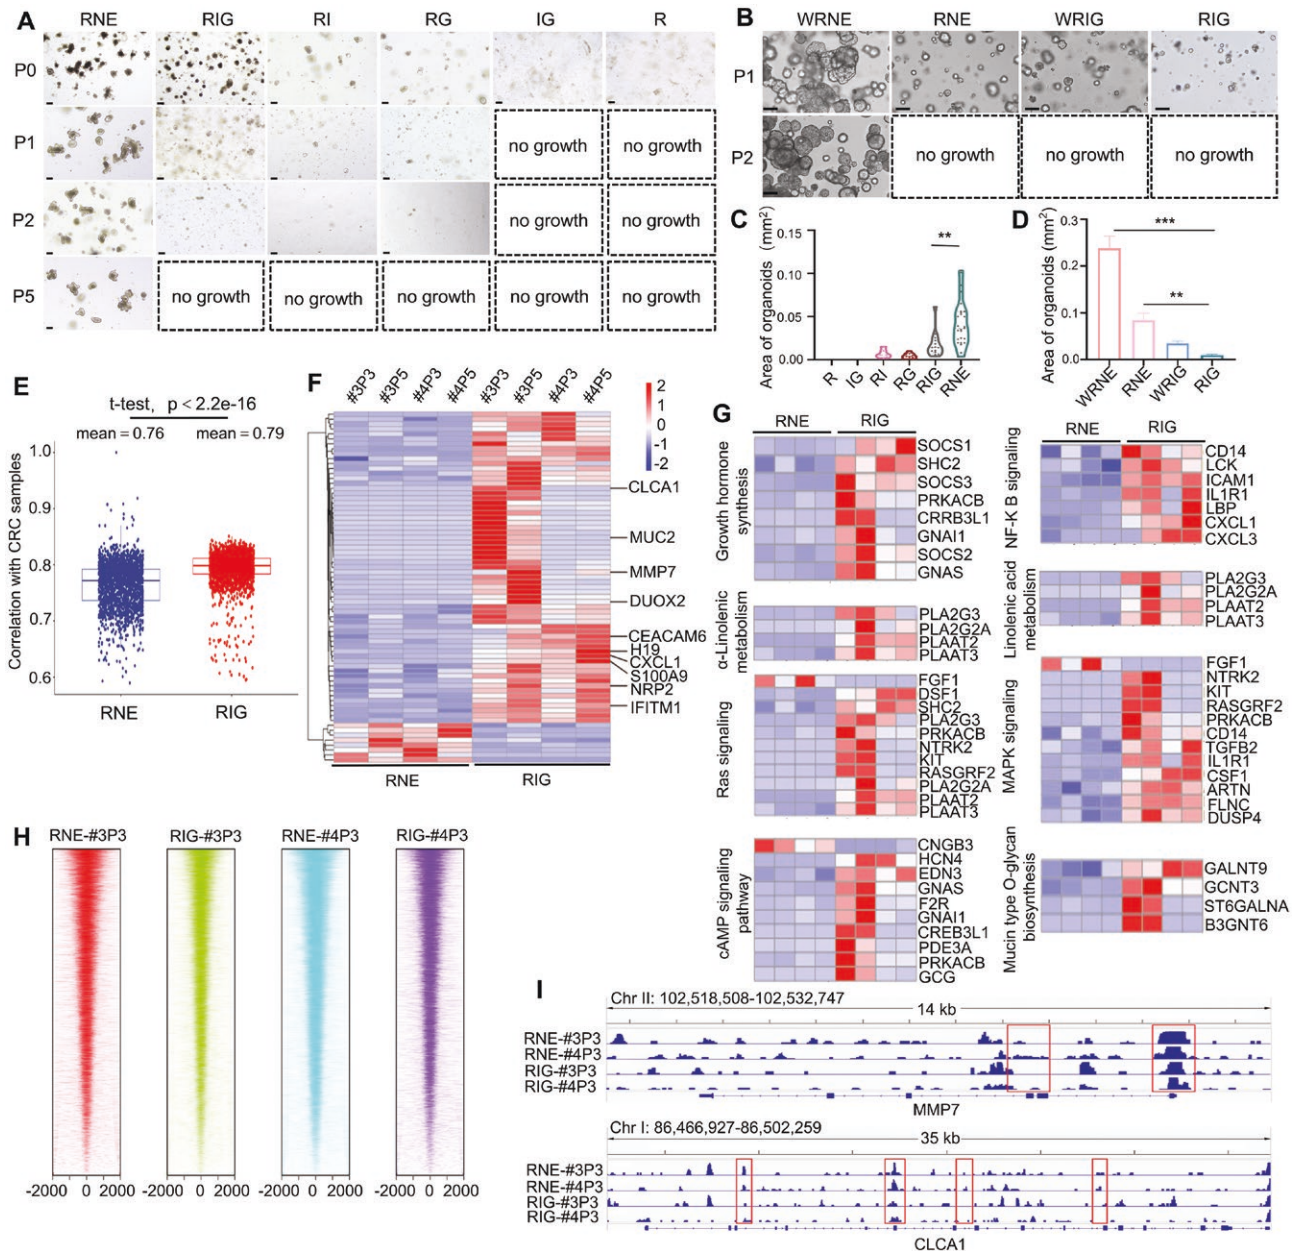 A
RNE RIG RI RG IG R
P0
P1
no growth no growth
P2
no growth no growth
P5
no growth no growth no growth no growth no growth
B
WRNE RNE WRIG RIG
P1
P2
no growth no growth no growth
C
Area of organoids (mm²)
0.15
**
0.10
0.05
0.00
R IG RI RG RIG RNE
D
Area of organoids (mm²)
0.3
***
0.2
**
0.1
0.0
WRNE RNE WRIG RIG
E
t-test, p < 2.2e-16
mean = 0.76 mean = 0.79
Correlation with CRC samples
1.0
0.9
0.8
0.7
0.6
RNE RIG
F
#3P3 #3P5 #4P3 #4P5 #3P3 #3P5 #4P3 #4P5
2
1
0
-1
-2
CLCA1
MUC2
MMP7
DUOX2
CEACAM6
H19
CXCL1
S100A9
NRP2
IFITM1
RNE RIG
G
RNE RIG
Growth hormone
synthesis
SOCS1
SHC2
SOCS3
PRKACB
CRRB3L1
GNAI1
SOCS2
GNAS
α-Linolenic
metabolism
PLA2G3
PLA2G2A
PLAAT2
PLAAT3
Ras signaling
FGF1
DSF1
SHC2
PLA2G3
PRKACB
NTRK2
KIT
RASGRF2
PLA2G2A
PLAAT2
PLAAT3
cAMP signaling
pathway
CNGB3
HCN4
EDN3
GNAS
F2R
GNAI1
CREB3L1
PDE3A
PRKACB
GCG
RNE RIG
NF-K B signaling
CD14
LCK
ICAM1
IL1R1
LBP
CXCL1
CXCL3
Linolenic acid
metabolism
PLA2G3
PLA2G2A
PLAAT2
PLAAT3
MAPK signaling
FGF1
NTRK2
KIT
RASGRF2
PRKACB
CD14
TGFB2
IL1R1
CSF1
ARTN
FLNC
DUSP4
Mucin type O-glycan
biosynthesis
GALNT9
GCNT3
ST6GALNA
B3GNT6
H
RNE-#3P3 RIG-#3P3 RNE-#4P3 RIG-#4P3
-2000 0 2000 -2000 0 2000 -2000 0 2000 -2000 0 2000
I
Chr II: 102,518,508-102,532,747
14 kb
RNE-#3P3
RNE-#4P3
RIG-#3P3
RIG-#4P3
MMP7
Chr I: 86,466,927-86,502,259
35 kb
RNE-#3P3
RNE-#4P3
RIG-#3P3
RIG-#4P3
CLCA1